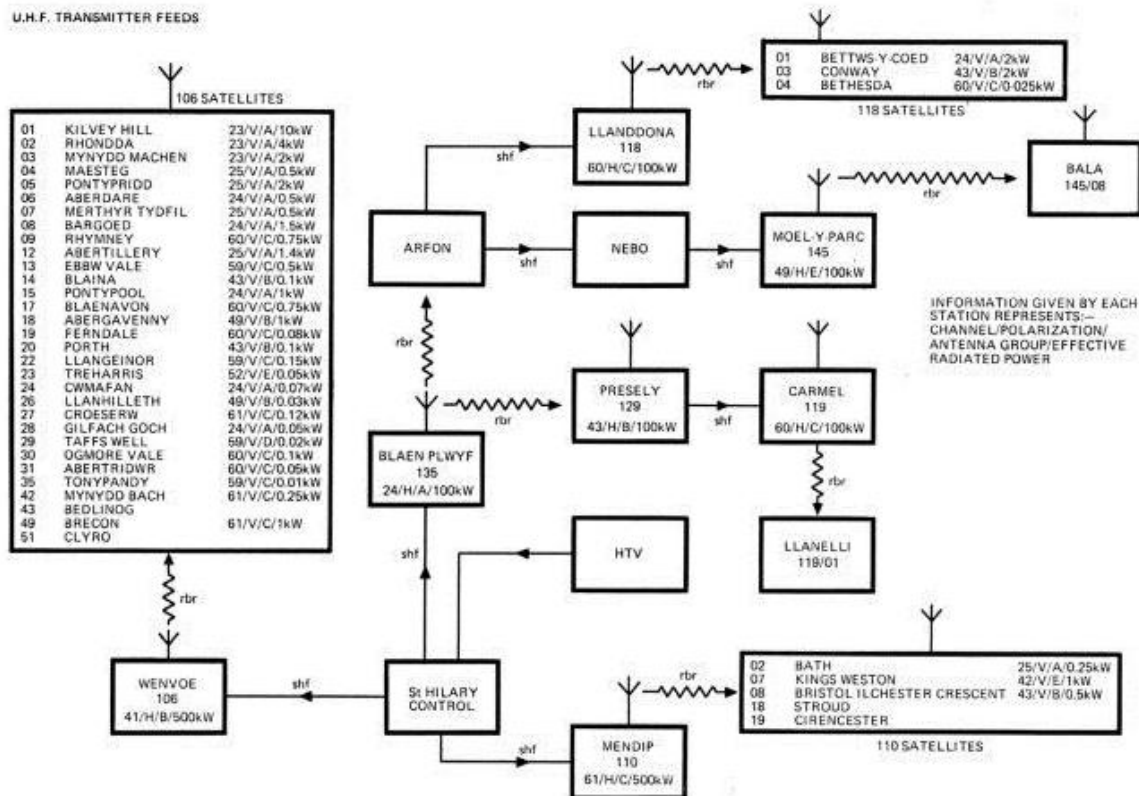 U.H.F. TRANSMITTER FEEDS
106 SATELLITES
01 KILVEY HILL 23/V/A/10kW
02 RHONDDA 23/V/A/4kW
03 MYNYDD MACHEN 23/V/A/2kW
04 MAESTEG 25/V/A/0.5kW
05 PONTYPRIDD 25/V/A/2kW
06 ABERDARE 24/V/A/0.5kW
07 MERTHYR TYDFIL 25/V/A/0.5kW
08 BARGOED 24/V/A/1.5kW
09 RHYMNEY 60/V/C/0.75kW
12 ABERTILLERY 25/V/A/1.4kW
13 EBBW VALE 59/V/C/0.5kW
14 BLAINA 43/V/B/0.1kW
15 PONTYPOOL 24/V/A/1kW
17 BLAENAVON 60/V/C/0.75kW
18 ABERGAVENNY 49/V/B/1kW
19 FERNDALE 60/V/C/0.08kW
20 PORTH 43/V/B/0.1kW
22 LLANGEINOR 59/V/C/0.15kW
23 TREHARRIS 52/V/E/0.05kW
24 CWMAFAN 24/V/A/0.07kW
26 LLANHILLETH 49/V/B/0.03kW
27 CROESERW 61/V/C/0.12kW
28 GILFACH GOCH 24/V/A/0.05kW
29 TAFFS WELL 59/V/D/0.02kW
30 OGMORE VALE 60/V/C/0.1kW
31 ABERTRIDWR 60/V/C/0.05kW
35 TONYPANDY 59/V/C/0.01kW
42 MYNYDD BACH 61/V/C/0.25kW
43 BEDLINOG
49 BRECON 61/V/C/1kW
51 CLYRO
rbr
WENVOE
106
41/H/B/500kW
shf
St HILARY
CONTROL
shf
BLAEN PLWYF
135
24/H/A/100kW
rbr
ARFON
shf
LLANDDONA
118
60/H/C/100kW
rbr
01 BETTWS-Y-COED 24/V/A/2kW
03 CONWAY 43/V/B/2kW
04 BETHESDA 60/V/C/0·025kW
118 SATELLITES
shf
NEBO
shf
MOEL-Y-PARC
145
49/H/E/100kW
rbr
BALA
145/08
INFORMATION GIVEN BY EACH
STATION REPRESENTS:—
CHANNEL/POLARIZATION/
ANTENNA GROUP/EFFECTIVE
RADIATED POWER
rbr
PRESELY
129
43/H/B/100kW
shf
CARMEL
119
60/H/C/100kW
rbr
LLANELLI
119/01
HTV
shf
MENDIP
110
61/H/C/500kW
rbr
02 BATH 25/V/A/0.25kW
07 KINGS WESTON 42/V/E/1kW
08 BRISTOL ILCHESTER CRESCENT 43/V/B/0.5kW
18 STROUD
19 CIRENCESTER
110 SATELLITES